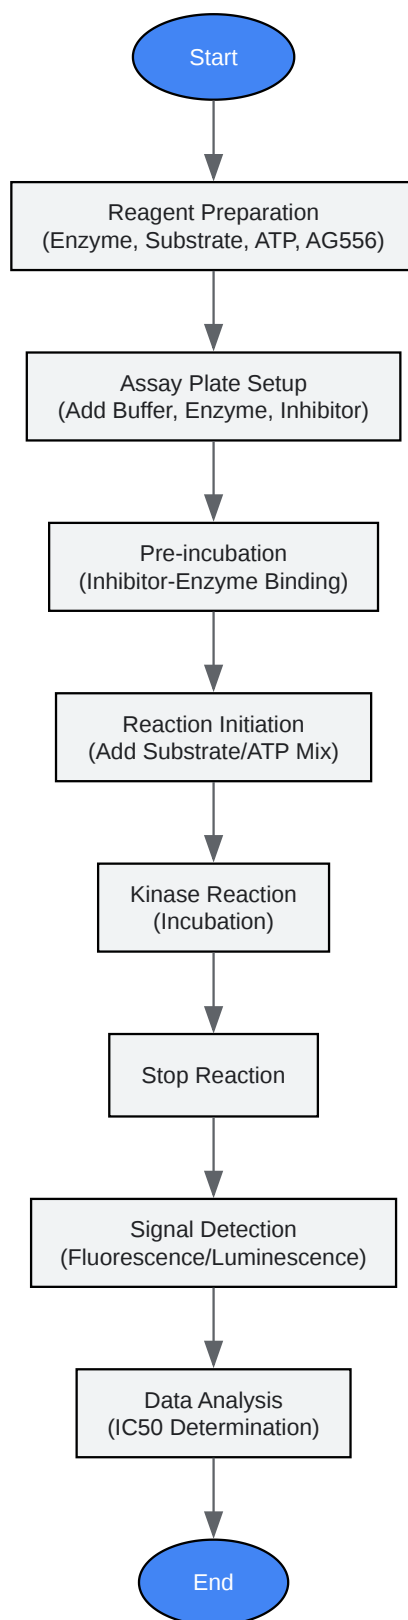 Start
Reagent Preparation
(Enzyme, Substrate, ATP, AG556)
Assay Plate Setup
(Add Buffer, Enzyme, Inhibitor)
Pre-incubation
(Inhibitor-Enzyme Binding)
Reaction Initiation
(Add Substrate/ATP Mix)
Kinase Reaction
(Incubation)
Stop Reaction
Signal Detection
(Fluorescence/Luminescence)
Data Analysis
(IC50 Determination)
End